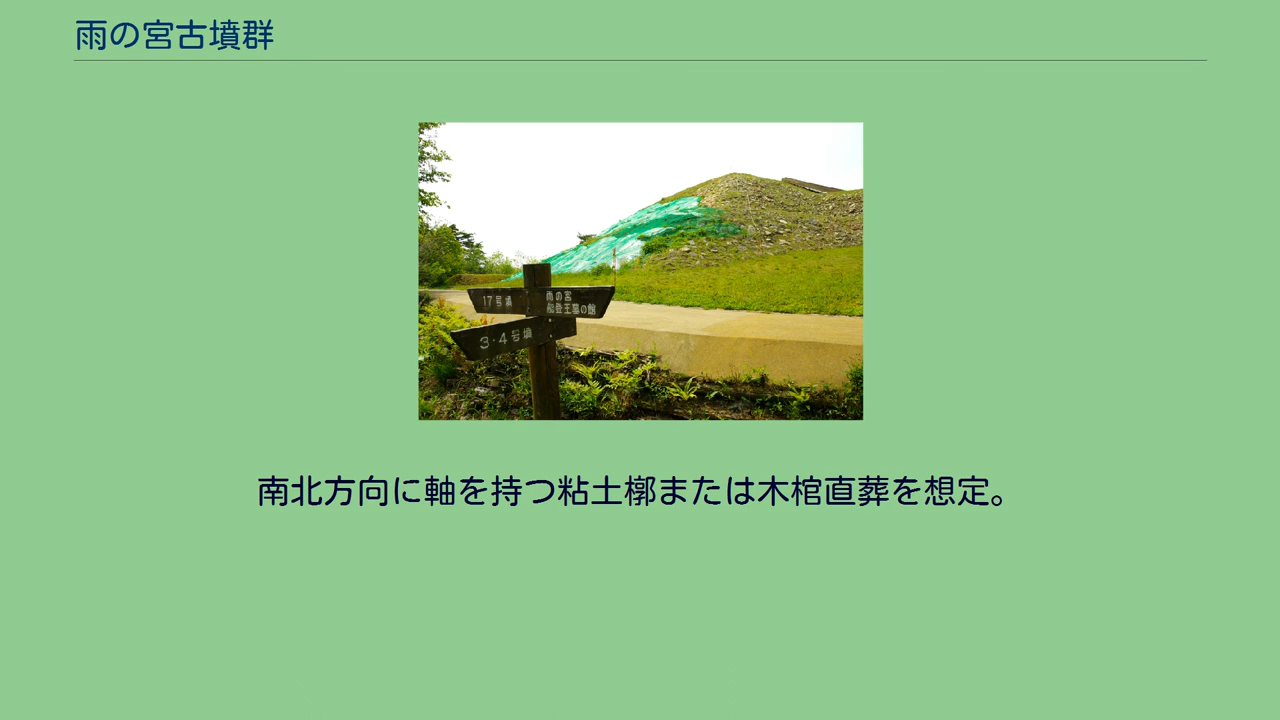 雨の宮古墳群
17号墳
雨の宮
能登王墓の館
3・4号墳
南北方向に軸を持つ粘土槨または木棺直葬を想定。